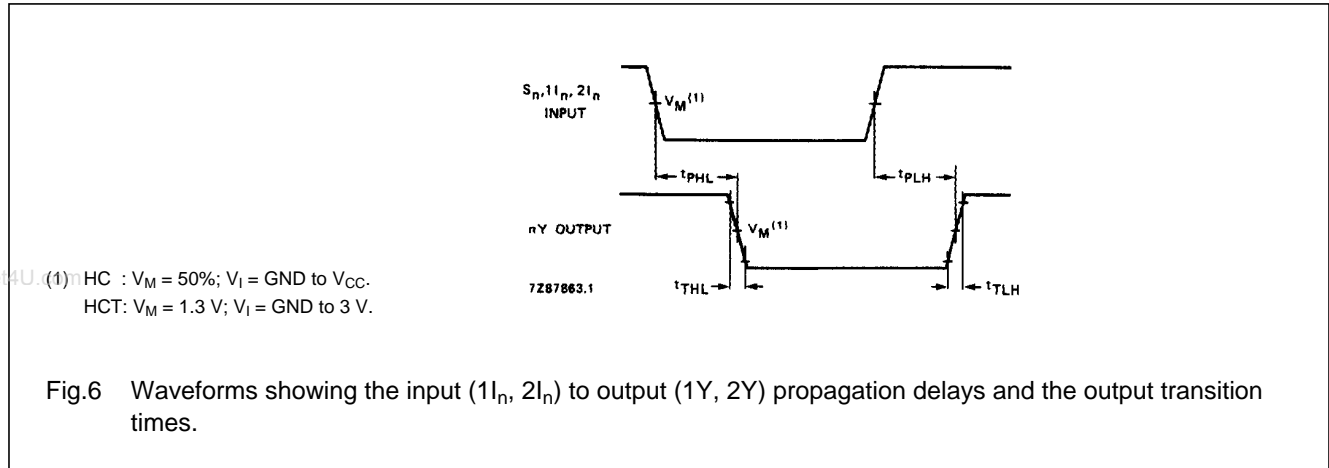 Sn,1In, 2In
INPUT
VM(1)
tPHL
tPLH
nY OUTPUT
VM(1)
(1) HC : VM = 50%; VI = GND to VCC.
HCT: VM = 1.3 V; VI = GND to 3 V.
7Z87863.1
tTHL
tTLH
Fig.6 Waveforms showing the input (1In, 2In) to output (1Y, 2Y) propagation delays and the output transition
times.